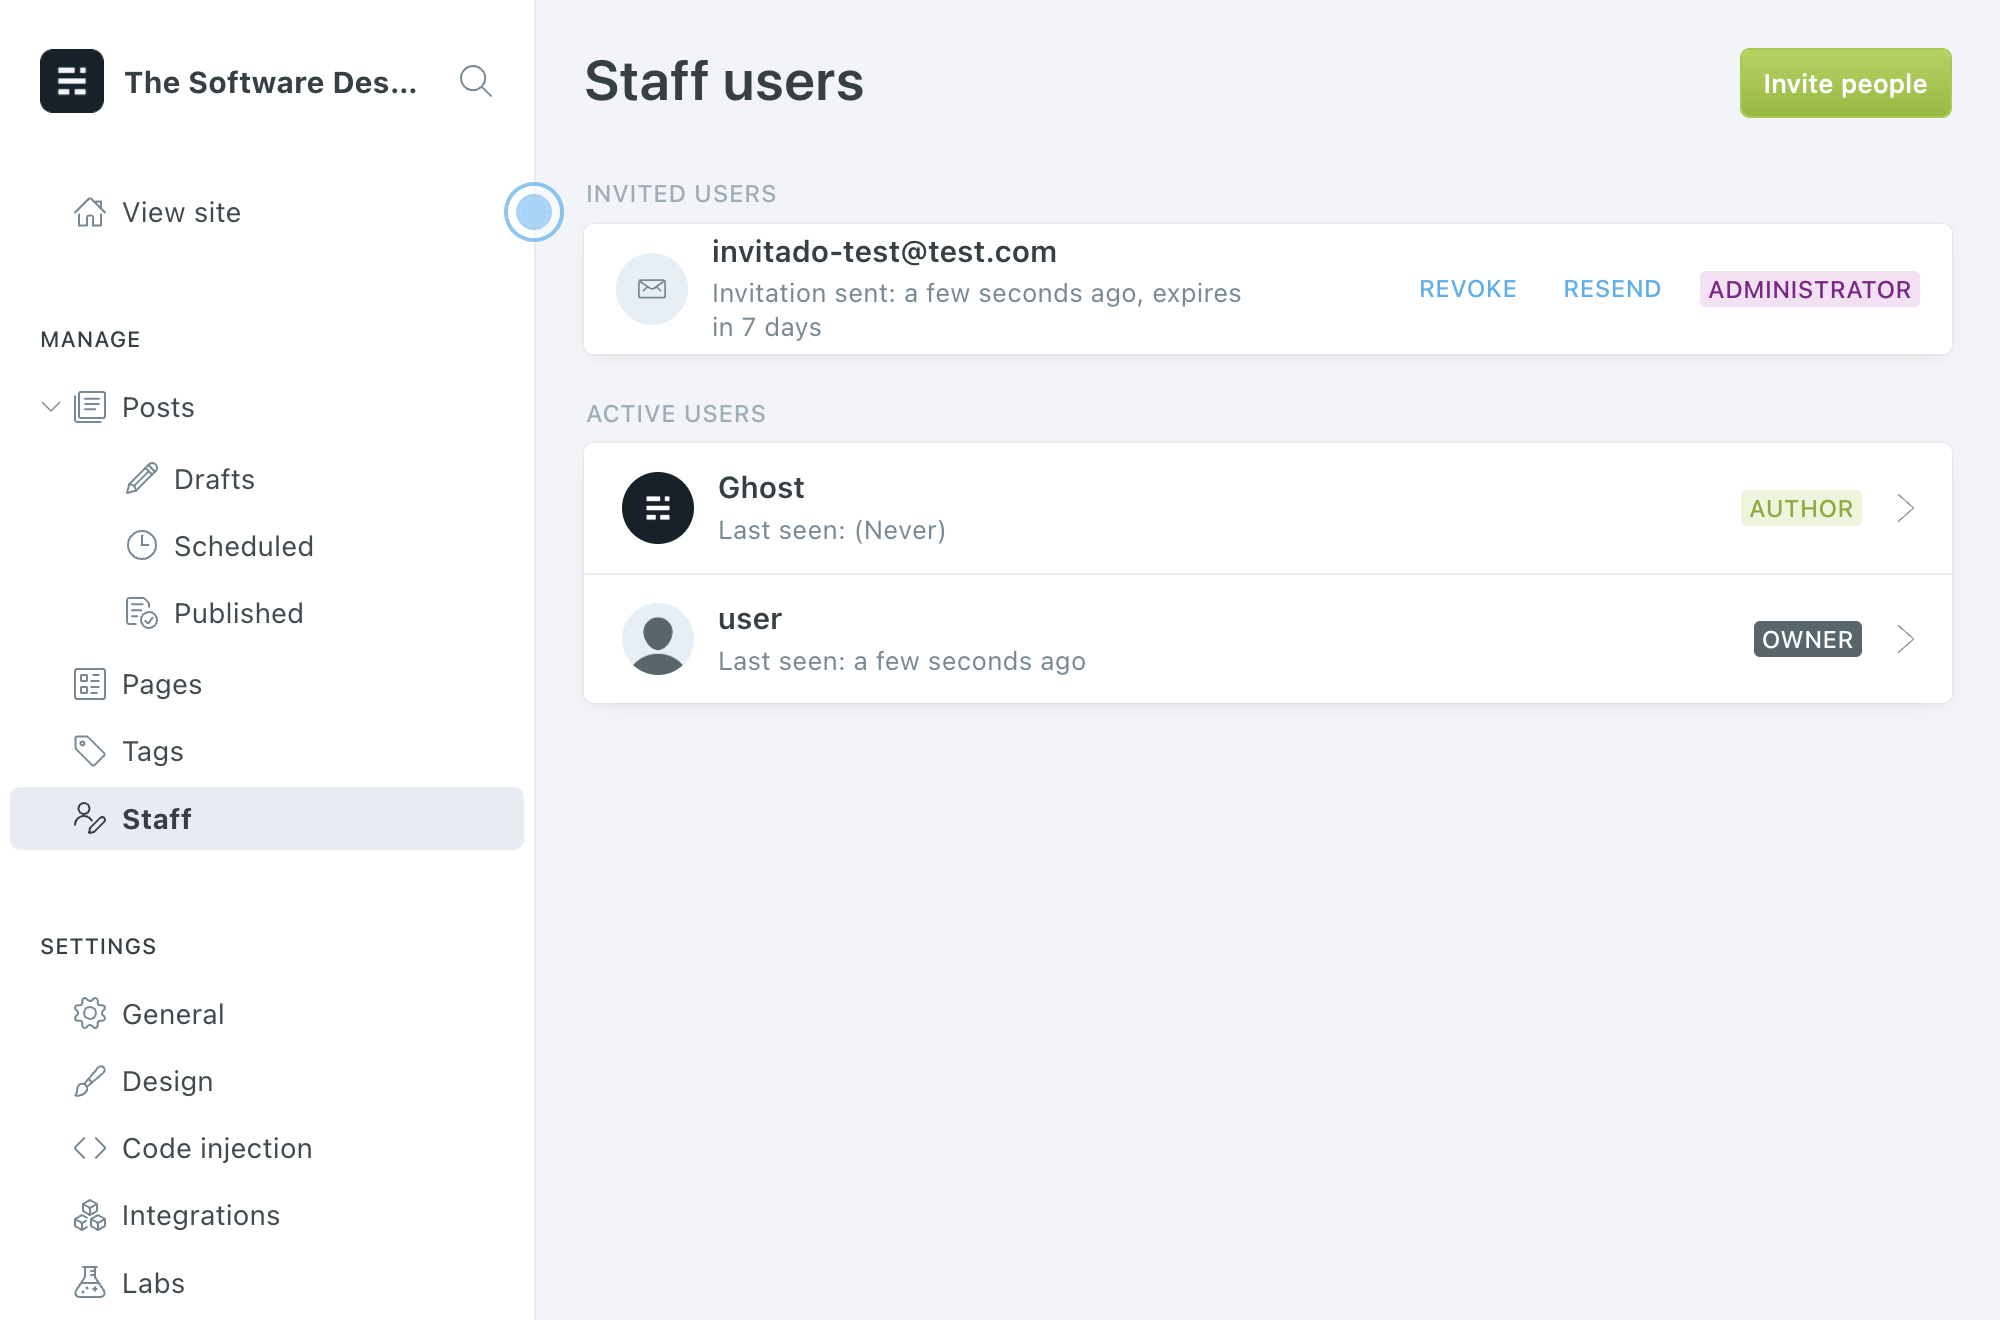 The Software Des...
View site
MANAGE
Posts
Drafts
Scheduled
Published
Pages
Tags
Staff
SETTINGS
General
Design
Code injection
Integrations
Labs
Staff users
Invite people
INVITED USERS
invitado-test@test.com
Invitation sent: a few seconds ago, expires
in 7 days
REVOKE
RESEND
ADMINISTRATOR
ACTIVE USERS
Ghost
Last seen: (Never)
AUTHOR
user
Last seen: a few seconds ago
OWNER